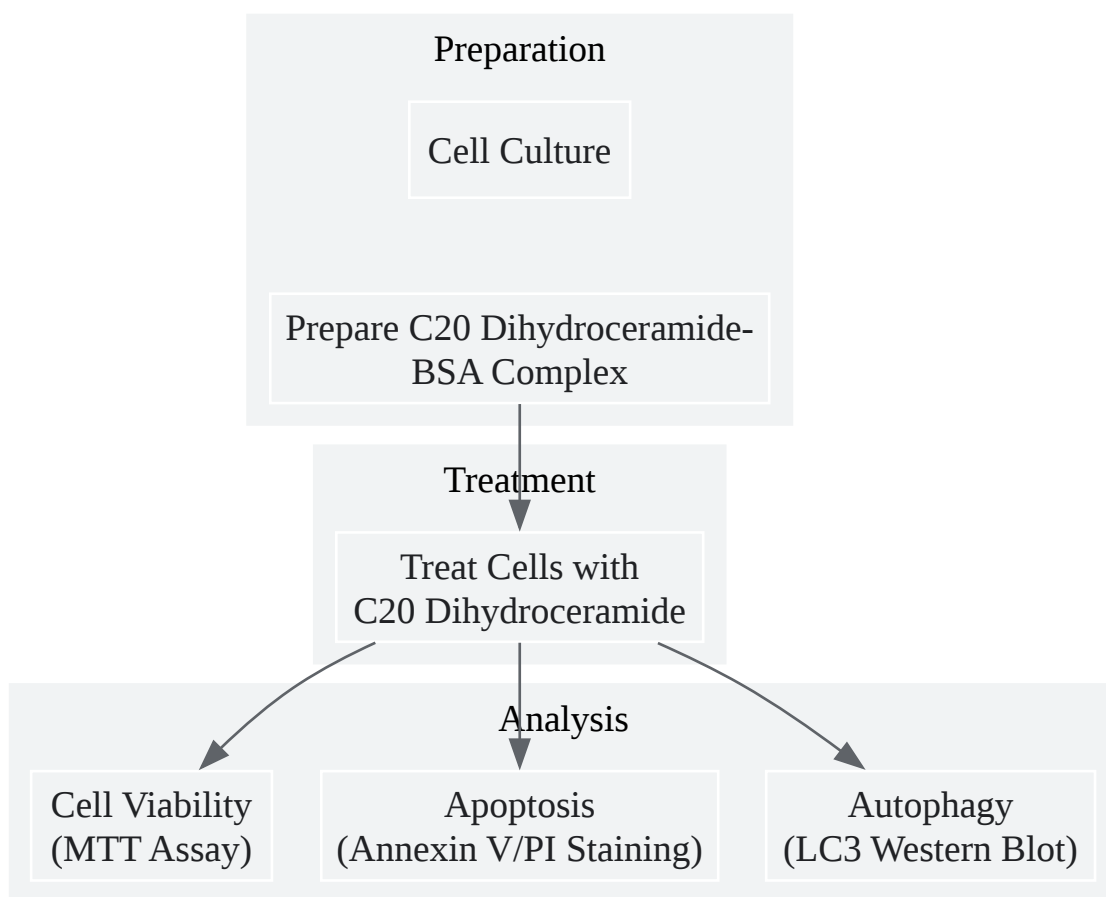 Preparation
Cell Culture
Prepare C20 Dihydroceramide-
BSA Complex
Treatment
Treat Cells with
C20 Dihydroceramide
Analysis
Cell Viability
(MTT Assay)
Apoptosis
(Annexin V/PI Staining)
Autophagy
(LC3 Western Blot)